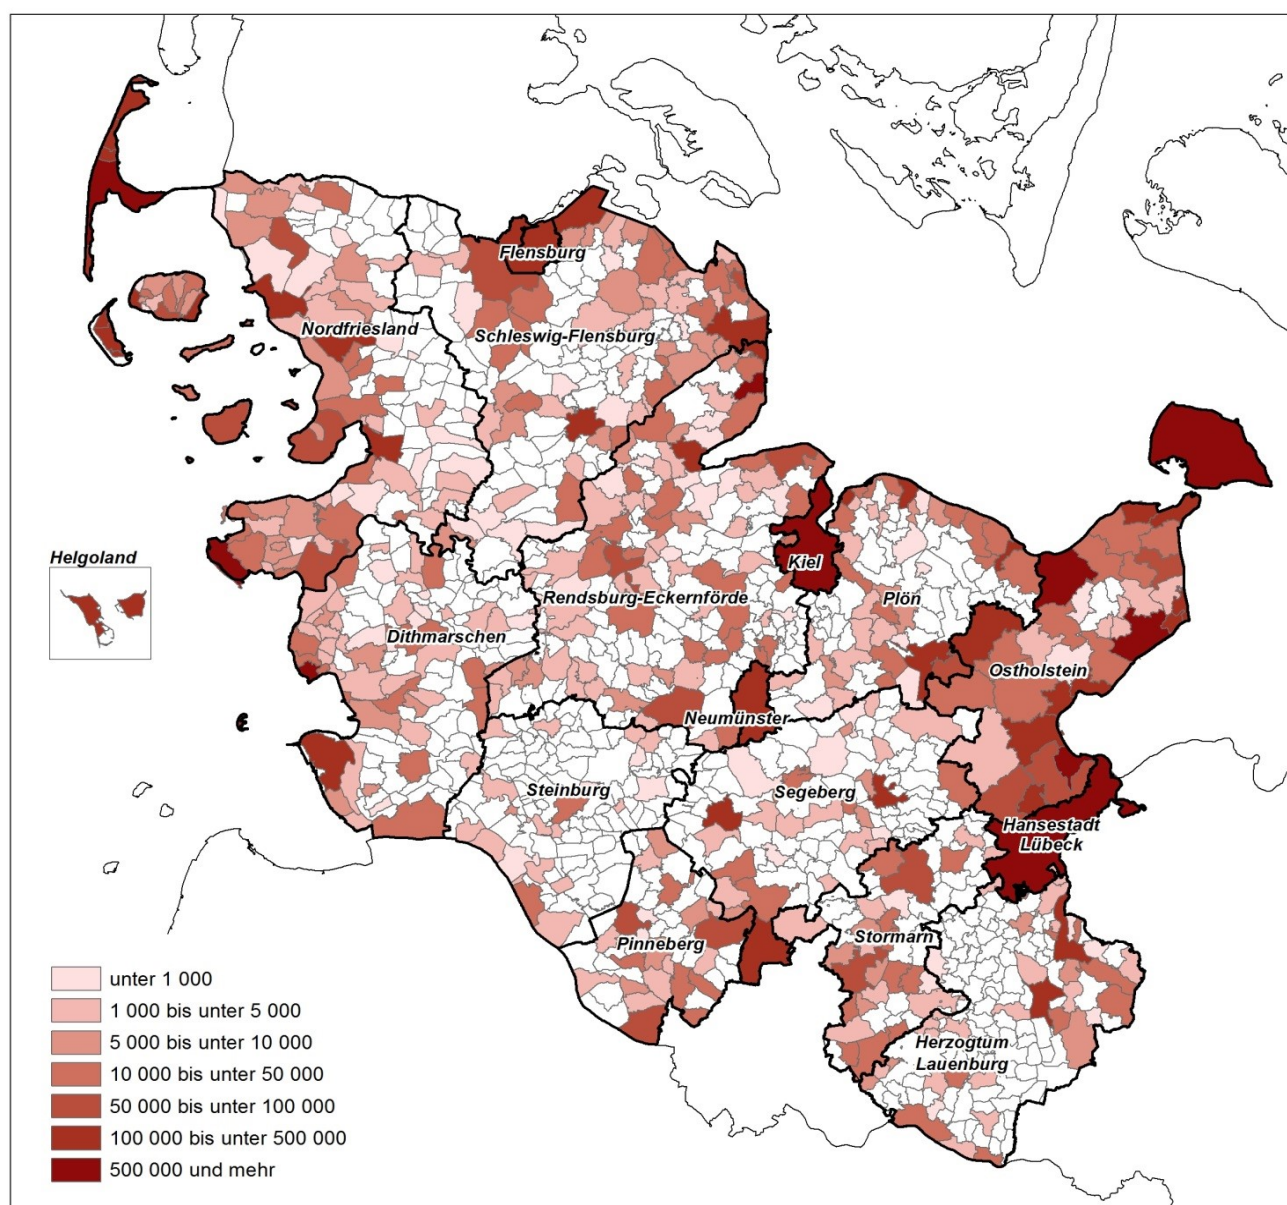 Flensburg
Nordfriesland
Schleswig-Flensburg
Helgoland
Kiel
Rendsburg-Eckernförde
Plön
Dithmarschen
Ostholstein
Neumünster
Steinburg
Segeberg
Hansestadt
Lübeck
Pinneberg
Stormarn
Herzogtum
Lauenburg
unter 1 000
1 000 bis unter 5 000
5 000 bis unter 10 000
10 000 bis unter 50 000
50 000 bis unter 100 000
100 000 bis unter 500 000
500 000 und mehr